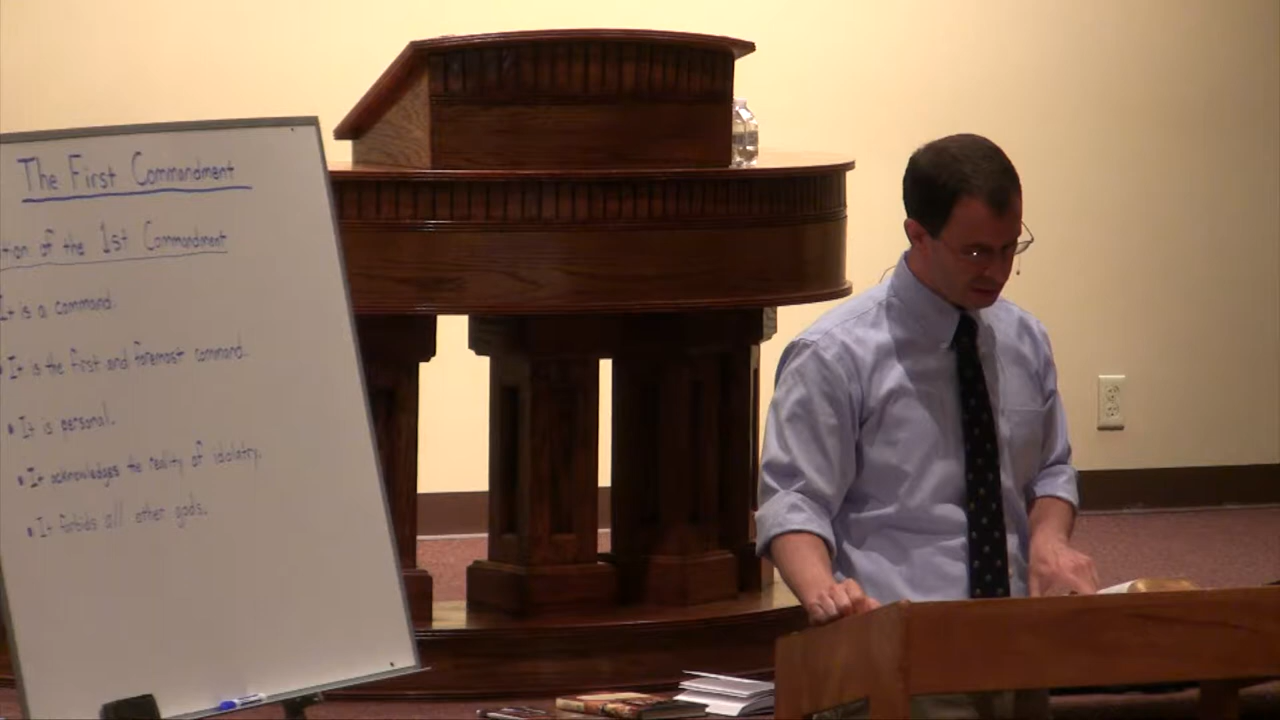 The First Commandment
tion of the 1st Commandment
It is a command.
• It is the first and foremost command.
• It is personal.
• It acknowledges the reality of idolatry.
• It forbids all other gods.